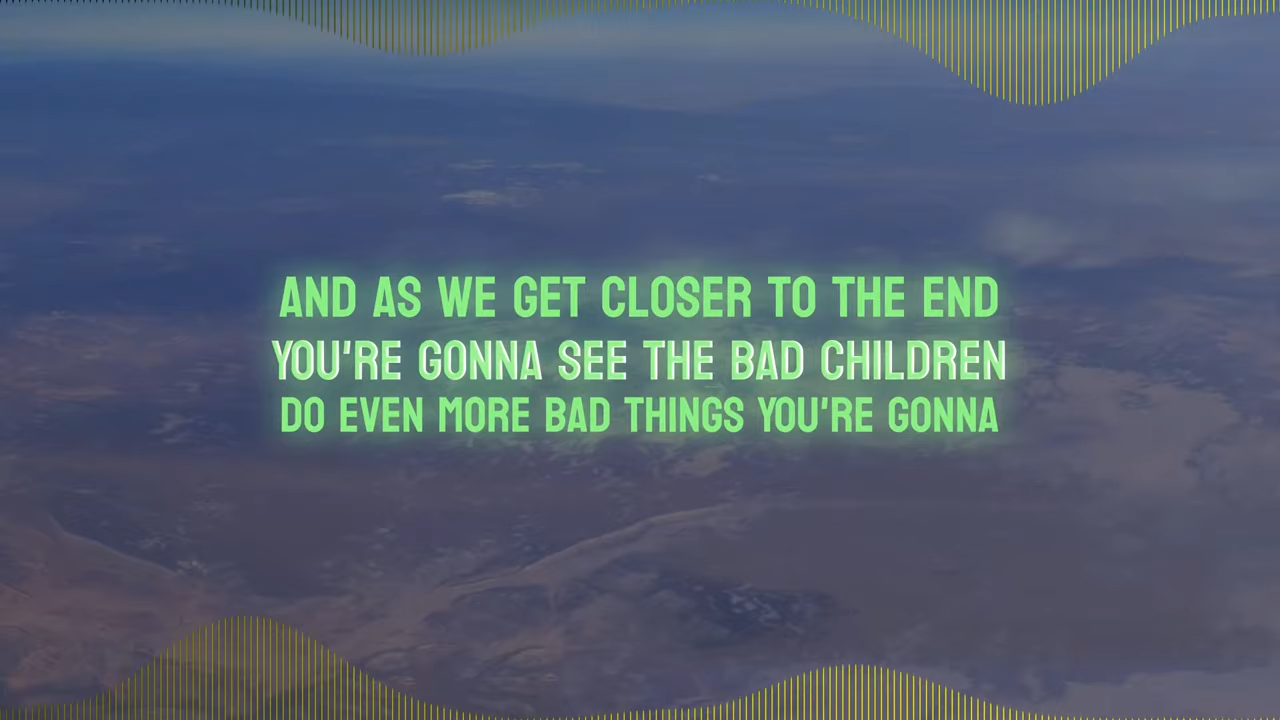 AND AS WE GET CLOSER TO THE END
YOU'RE GONNA SEE THE BAD CHILDREN
DO EVEN MORE BAD THINGS YOU'RE GONNA